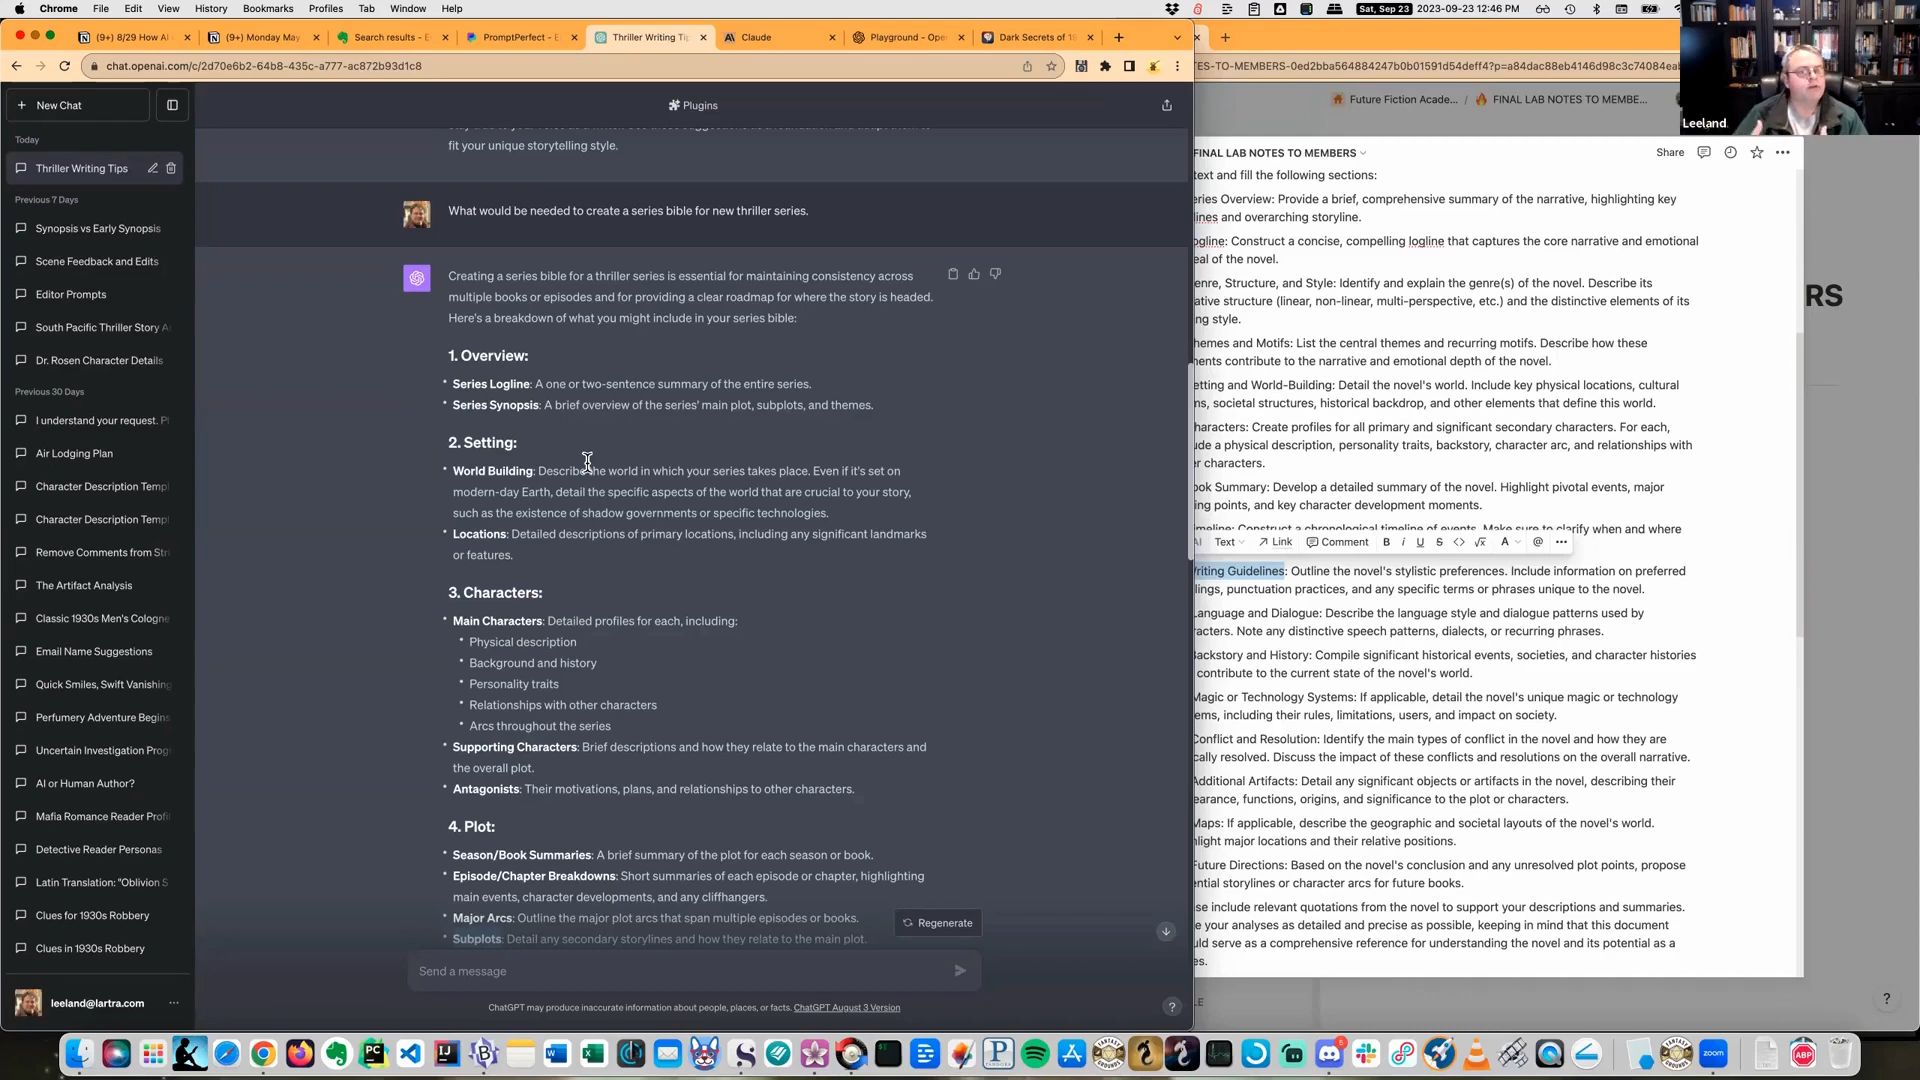 Chrome File Edit View History Bookmarks Profiles Tab Window Help
Sat, Sep 23 2023-09-23 12:46 PM
(9+) 8/29 How AI
(9+) Monday May
Search results - E
PromptPerfect - E
Thriller Writing Ti
Claude
Playground - Ope
Dark Secrets of 1
chat.openai.com/c/2d70e6b2-64b8-435c-a777-ac872b93d1c8
New Chat
Today
Thriller Writing Tips
Previous 7 Days
Synopsis vs Early Synopsis
Scene Feedback and Edits
Editor Prompts
South Pacific Thriller Story A
Dr. Rosen Character Details
Previous 30 Days
I understand your request. P
Air Lodging Plan
Character Description Templ
Character Description Templ
Remove Comments from Str
The Artifact Analysis
Classic 1930s Men's Cologne
Email Name Suggestions
Quick Smiles, Swift Vanishing
Perfumery Adventure Begins
Uncertain Investigation Prog
AI or Human Author?
Mafia Romance Reader Profi
Detective Reader Personas
Latin Translation: "Oblivion S
Clues for 1930s Robbery
Clues in 1930s Robbery
leeland@lartra.com
Plugins
fit your unique storytelling style.
What would be needed to create a series bible for new thriller series.
Creating a series bible for a thriller series is essential for maintaining consistency across
multiple books or episodes and for providing a clear roadmap for where the story is headed.
Here's a breakdown of what you might include in your series bible:
1. Overview:
• Series Logline: A one or two-sentence summary of the entire series.
• Series Synopsis: A brief overview of the series' main plot, subplots, and themes.
2. Setting:
• World Building: Describe the world in which your series takes place. Even if it's set on
modern-day Earth, detail the specific aspects of the world that are crucial to your story,
such as the existence of shadow governments or specific technologies.
• Locations: Detailed descriptions of primary locations, including any significant landmarks
or features.
3. Characters:
• Main Characters: Detailed profiles for each, including:
• Physical description
• Background and history
• Personality traits
• Relationships with other characters
• Arcs throughout the series
• Supporting Characters: Brief descriptions and how they relate to the main characters and
the overall plot.
• Antagonists: Their motivations, plans, and relationships to other characters.
4. Plot:
• Season/Book Summaries: A brief summary of the plot for each season or book.
• Episode/Chapter Breakdowns: Short summaries of each episode or chapter, highlighting
main events, character developments, and any cliffhangers.
• Major Arcs: Outline the major plot arcs that span multiple episodes or books.
• Subplots: Detail any secondary storylines and how they relate to the main plot.
Regenerate
Send a message
ChatGPT may produce inaccurate information about people, places, or facts. ChatGPT August 3 Version
?
TES-TO-MEMBERS-0ed2bba564884247b0b01591d54deff4?p=a84dac88eb4146d98c3c74084eab
Future Fiction Acade... / FINAL LAB NOTES TO MEMBE...
Leeland
FINAL LAB NOTES TO MEMBERS
Share
RS
text and fill the following sections:
eries Overview: Provide a brief, comprehensive summary of the narrative, highlighting key
lines and overarching storyline.
ogline: Construct a concise, compelling logline that captures the core narrative and emotional
eal of the novel.
enre, Structure, and Style: Identify and explain the genre(s) of the novel. Describe its
ative structure (linear, non-linear, multi-perspective, etc.) and the distinctive elements of its
ng style.
hemes and Motifs: List the central themes and recurring motifs. Describe how these
ents contribute to the narrative and emotional depth of the novel.
etting and World-Building: Detail the novel's world. Include key physical locations, cultural
ms, societal structures, historical backdrop, and other elements that define this world.
haracters: Create profiles for all primary and significant secondary characters. For each,
ude a physical description, personality traits, backstory, character arc, and relationships with
er characters.
ook Summary: Develop a detailed summary of the novel. Highlight pivotal events, major
ing points, and key character development moments.
imeline: Construct a chronological timeline of events. Make sure to clarify when and where
AI Text Link Comment B i U S <> √x A @ •••
Vriting Guidelines: Outline the novel's stylistic preferences. Include information on preferred
lings, punctuation practices, and any specific terms or phrases unique to the novel.
Language and Dialogue: Describe the language style and dialogue patterns used by
racters. Note any distinctive speech patterns, dialects, or recurring phrases.
Backstory and History: Compile significant historical events, societies, and character histories
contribute to the current state of the novel's world.
Magic or Technology Systems: If applicable, detail the novel's unique magic or technology
ems, including their rules, limitations, users, and impact on society.
Conflict and Resolution: Identify the main types of conflict in the novel and how they are
cally resolved. Discuss the impact of these conflicts and resolutions on the overall narrative.
Additional Artifacts: Detail any significant objects or artifacts in the novel, describing their
earance, functions, origins, and significance to the plot or characters.
Maps: If applicable, describe the geographic and societal layouts of the novel's world.
hlight major locations and their relative positions.
Future Directions: Based on the novel's conclusion and any unresolved plot points, propose
ential storylines or character arcs for future books.
se include relevant quotations from the novel to support your descriptions and summaries.
e your analyses as detailed and precise as possible, keeping in mind that this document
uld serve as a comprehensive reference for understanding the novel and its potential as a
es.
?
zoom
ABP